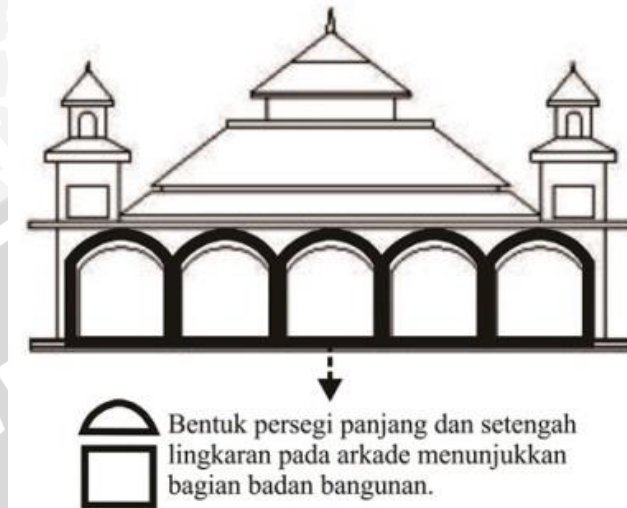 Bentuk persegi panjang dan setengah
lingkaran pada arkade menunjukkan
bagian badan bangunan.